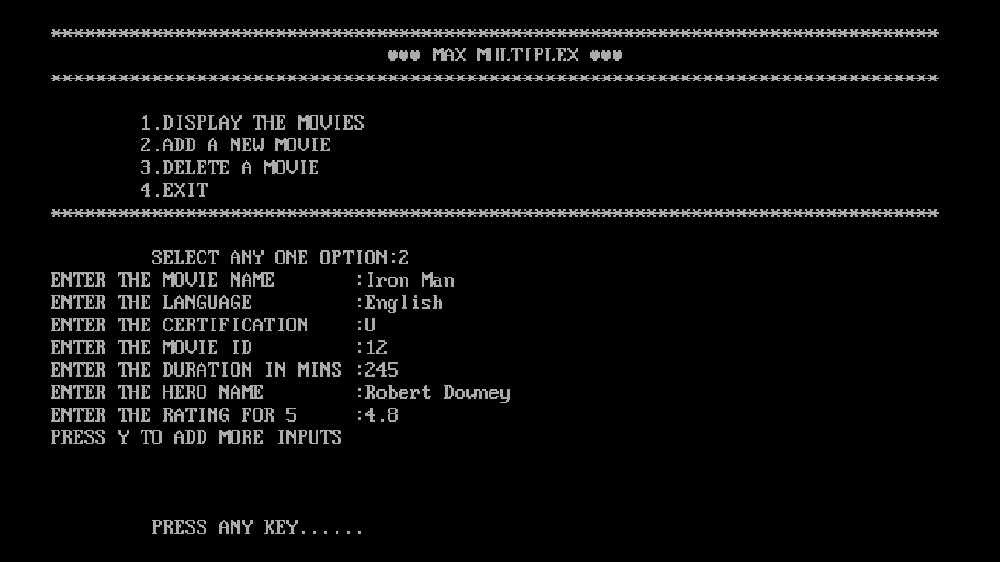 *********************************************************************************
♥♥♥ MAX MULTIPLEX ♥♥♥
*********************************************************************************
1.DISPLAY THE MOVIES
2.ADD A NEW MOVIE
3.DELETE A MOVIE
4.EXIT
*********************************************************************************
SELECT ANY ONE OPTION:2
ENTER THE MOVIE NAME       :Iron Man
ENTER THE LANGUAGE         :English
ENTER THE CERTIFICATION    :U
ENTER THE MOVIE ID         :12
ENTER THE DURATION IN MINS :245
ENTER THE HERO NAME        :Robert Downey
ENTER THE RATING FOR 5     :4.8
PRESS Y TO ADD MORE INPUTS
PRESS ANY KEY......